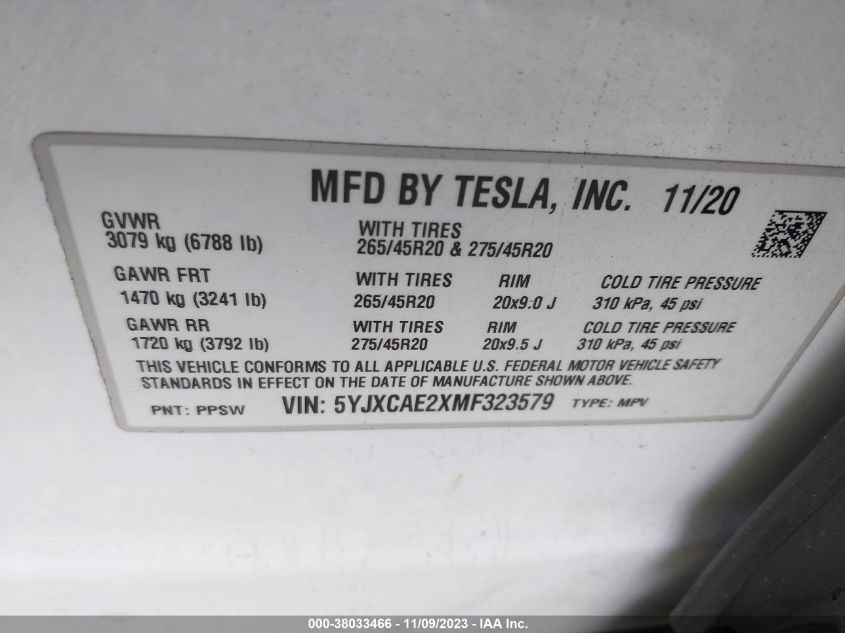 MFD BY TESLA, INC. 11/20
GVWR
3079 kg (6788 lb)
WITH TIRES
265/45R20 & 275/45R20
GAWR FRT
1470 kg (3241 lb)
WITH TIRES
265/45R20
RIM
20x9.0 J
COLD TIRE PRESSURE
310 kPa, 45 psi
GAWR RR
1720 kg (3792 lb)
WITH TIRES
275/45R20
RIM
20x9.5 J
COLD TIRE PRESSURE
310 kPa, 45 psi
THIS VEHICLE CONFORMS TO ALL APPLICABLE U.S. FEDERAL MOTOR VEHICLE SAFETY
STANDARDS IN EFFECT ON THE DATE OF MANUFACTURE SHOWN ABOVE.
PNT: PPSW VIN: 5YJXCAE2XMF323579 TYPE: MPV
000-38033466 - 11/09/2023 - IAA Inc.